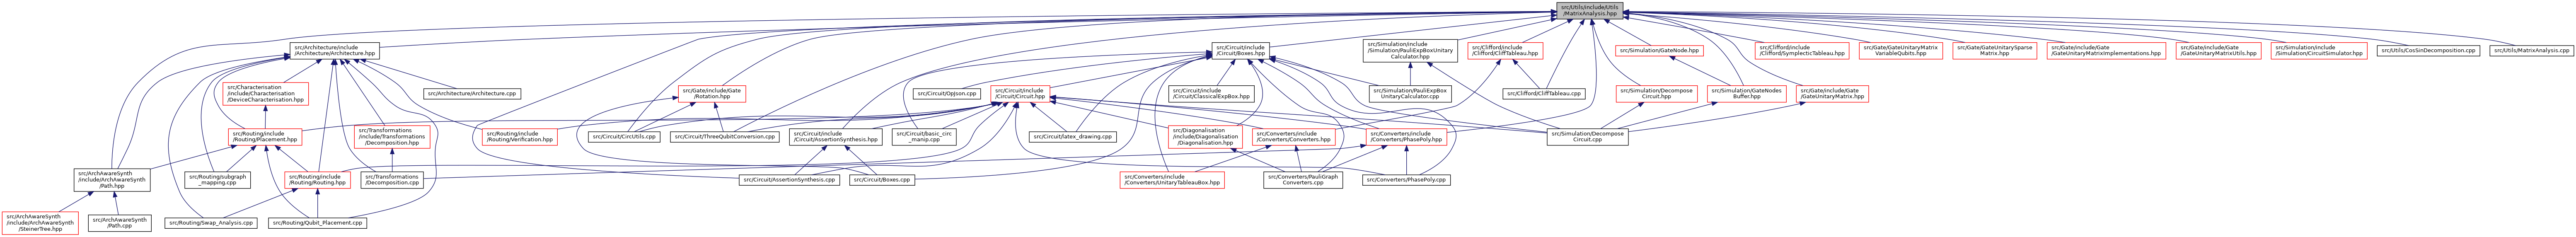 src/Utils/include/Utils
/MatrixAnalysis.hpp
src/Architecture/include
/Architecture/Architecture.hpp
src/Circuit/include
/Circuit/Boxes.hpp
src/Simulation/include
/Simulation/PauliExpBoxUnitary
Calculator.hpp
src/Clifford/include
/Clifford/CliffTableau.hpp
src/Simulation/GateNode.hpp
src/Clifford/include
/Clifford/SymplecticTableau.hpp
src/Gate/GateUnitaryMatrix
VariableQubits.hpp
src/Gate/GateUnitarySparse
Matrix.hpp
src/Gate/include/Gate
/GateUnitaryMatrixImplementations.hpp
src/Gate/include/Gate
/GateUnitaryMatrixUtils.hpp
src/Simulation/include
/Simulation/CircuitSimulator.hpp
src/Utils/CosSinDecomposition.cpp
src/Utils/MatrixAnalysis.cpp
src/Characterisation
/include/Characterisation
/DeviceCharacterisation.hpp
src/Architecture/Architecture.cpp
src/Gate/include/Gate
/Rotation.hpp
src/Circuit/OpJson.cpp
src/Circuit/include
/Circuit/Circuit.hpp
src/Circuit/include
/Circuit/ClassicalExpBox.hpp
src/Simulation/PauliExpBox
UnitaryCalculator.cpp
src/Clifford/CliffTableau.cpp
src/Simulation/Decompose
Circuit.hpp
src/Simulation/GateNodes
Buffer.hpp
src/Gate/include/Gate
/GateUnitaryMatrix.hpp
src/Routing/include
/Routing/Placement.hpp
src/Transformations
/include/Transformations
/Decomposition.hpp
src/Routing/include
/Routing/Verification.hpp
src/Circuit/CircUtils.cpp
src/Circuit/ThreeQubitConversion.cpp
src/Circuit/include
/Circuit/AssertionSynthesis.hpp
src/Circuit/basic_circ
_manip.cpp
src/Circuit/latex_drawing.cpp
src/Diagonalisation
/include/Diagonalisation
/Diagonalisation.hpp
src/Converters/include
/Converters/Converters.hpp
src/Converters/include
/Converters/PhasePoly.hpp
src/Simulation/Decompose
Circuit.cpp
src/ArchAwareSynth
/include/ArchAwareSynth
/Path.hpp
src/Routing/subgraph
_mapping.cpp
src/Routing/include
/Routing/Routing.hpp
src/Transformations
/Decomposition.cpp
src/Circuit/AssertionSynthesis.cpp
src/Circuit/Boxes.cpp
src/Converters/include
/Converters/UnitaryTableauBox.hpp
src/Converters/PauliGraph
Converters.cpp
src/Converters/PhasePoly.cpp
src/ArchAwareSynth
/include/ArchAwareSynth
/SteinerTree.hpp
src/ArchAwareSynth
/Path.cpp
src/Routing/Swap_Analysis.cpp
src/Routing/Qubit_Placement.cpp